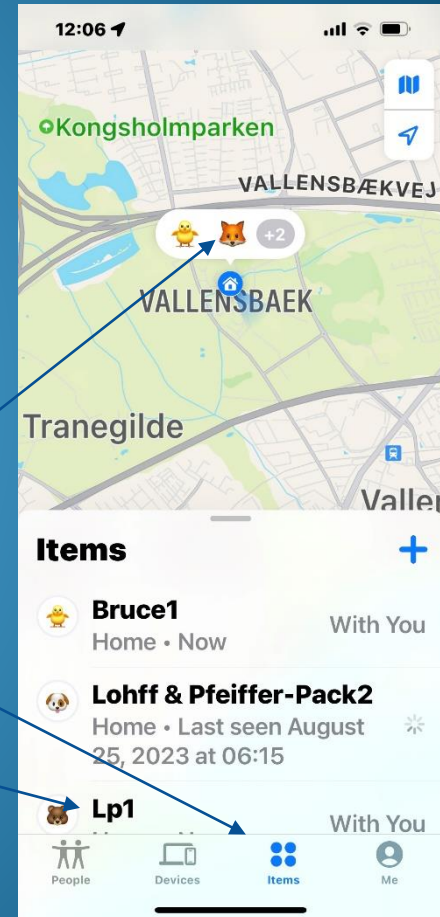 12:06
Kongsholmparken
VALLENSBÆKVEJ
+2
VALLENSBAEK
Tranegilde
Valle
Items
Bruce1
Home • Now
With You
Lohff & Pfeiffer-Pack2
Home • Last seen August
25, 2023 at 06:15
Lp1
With You
People
Devices
Items
Me